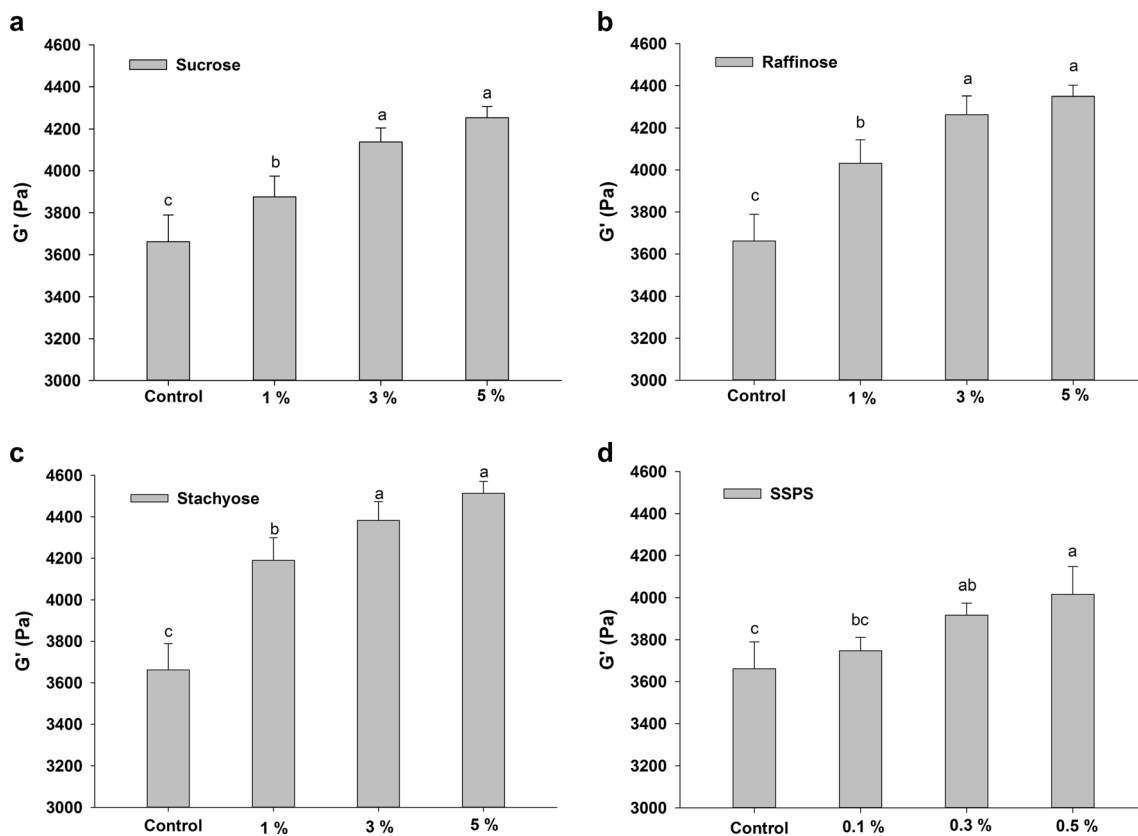 a
4600
4400
4200
4000
3800
3600
3400
3200
3000
G' (Pa)
Sucrose
c
b
a
a
Control
1 %
3 %
5 %
b
4600
4400
4200
4000
3800
3600
3400
3200
3000
G' (Pa)
Raffinose
c
b
a
a
Control
1 %
3 %
5 %
c
4600
4400
4200
4000
3800
3600
3400
3200
3000
G' (Pa)
Stachyose
c
b
a
a
Control
1 %
3 %
5 %
d
4600
4400
4200
4000
3800
3600
3400
3200
3000
G' (Pa)
SSPS
c
bc
ab
a
Control
0.1 %
0.3 %
0.5 %